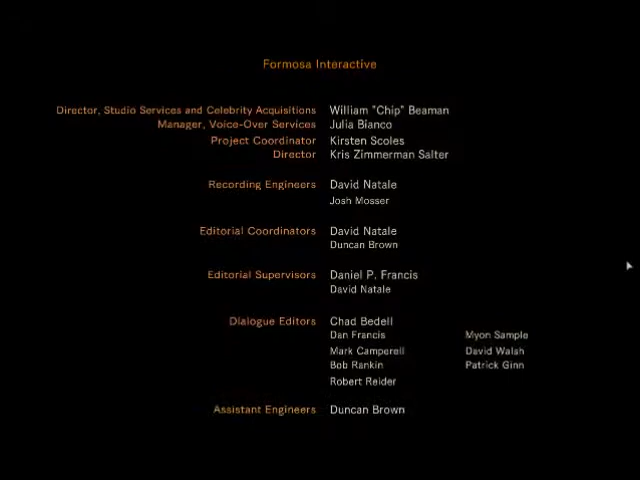 Formosa Interactive
Director, Studio Services and Celebrity Acquisitions William "Chip" Beaman
Manager, Voice-Over Services Julia Bianco
Project Coordinator Kirsten Scoles
Director Kris Zimmerman Salter
Recording Engineers David Natale
Josh Mosser
Editorial Coordinators David Natale
Duncan Brown
Editorial Supervisors Daniel P. Francis
David Natale
Dialogue Editors Chad Bedell
Dan Francis Myon Sample
Mark Camperell David Walsh
Bob Rankin Patrick Ginn
Robert Reider
Assistant Engineers Duncan Brown